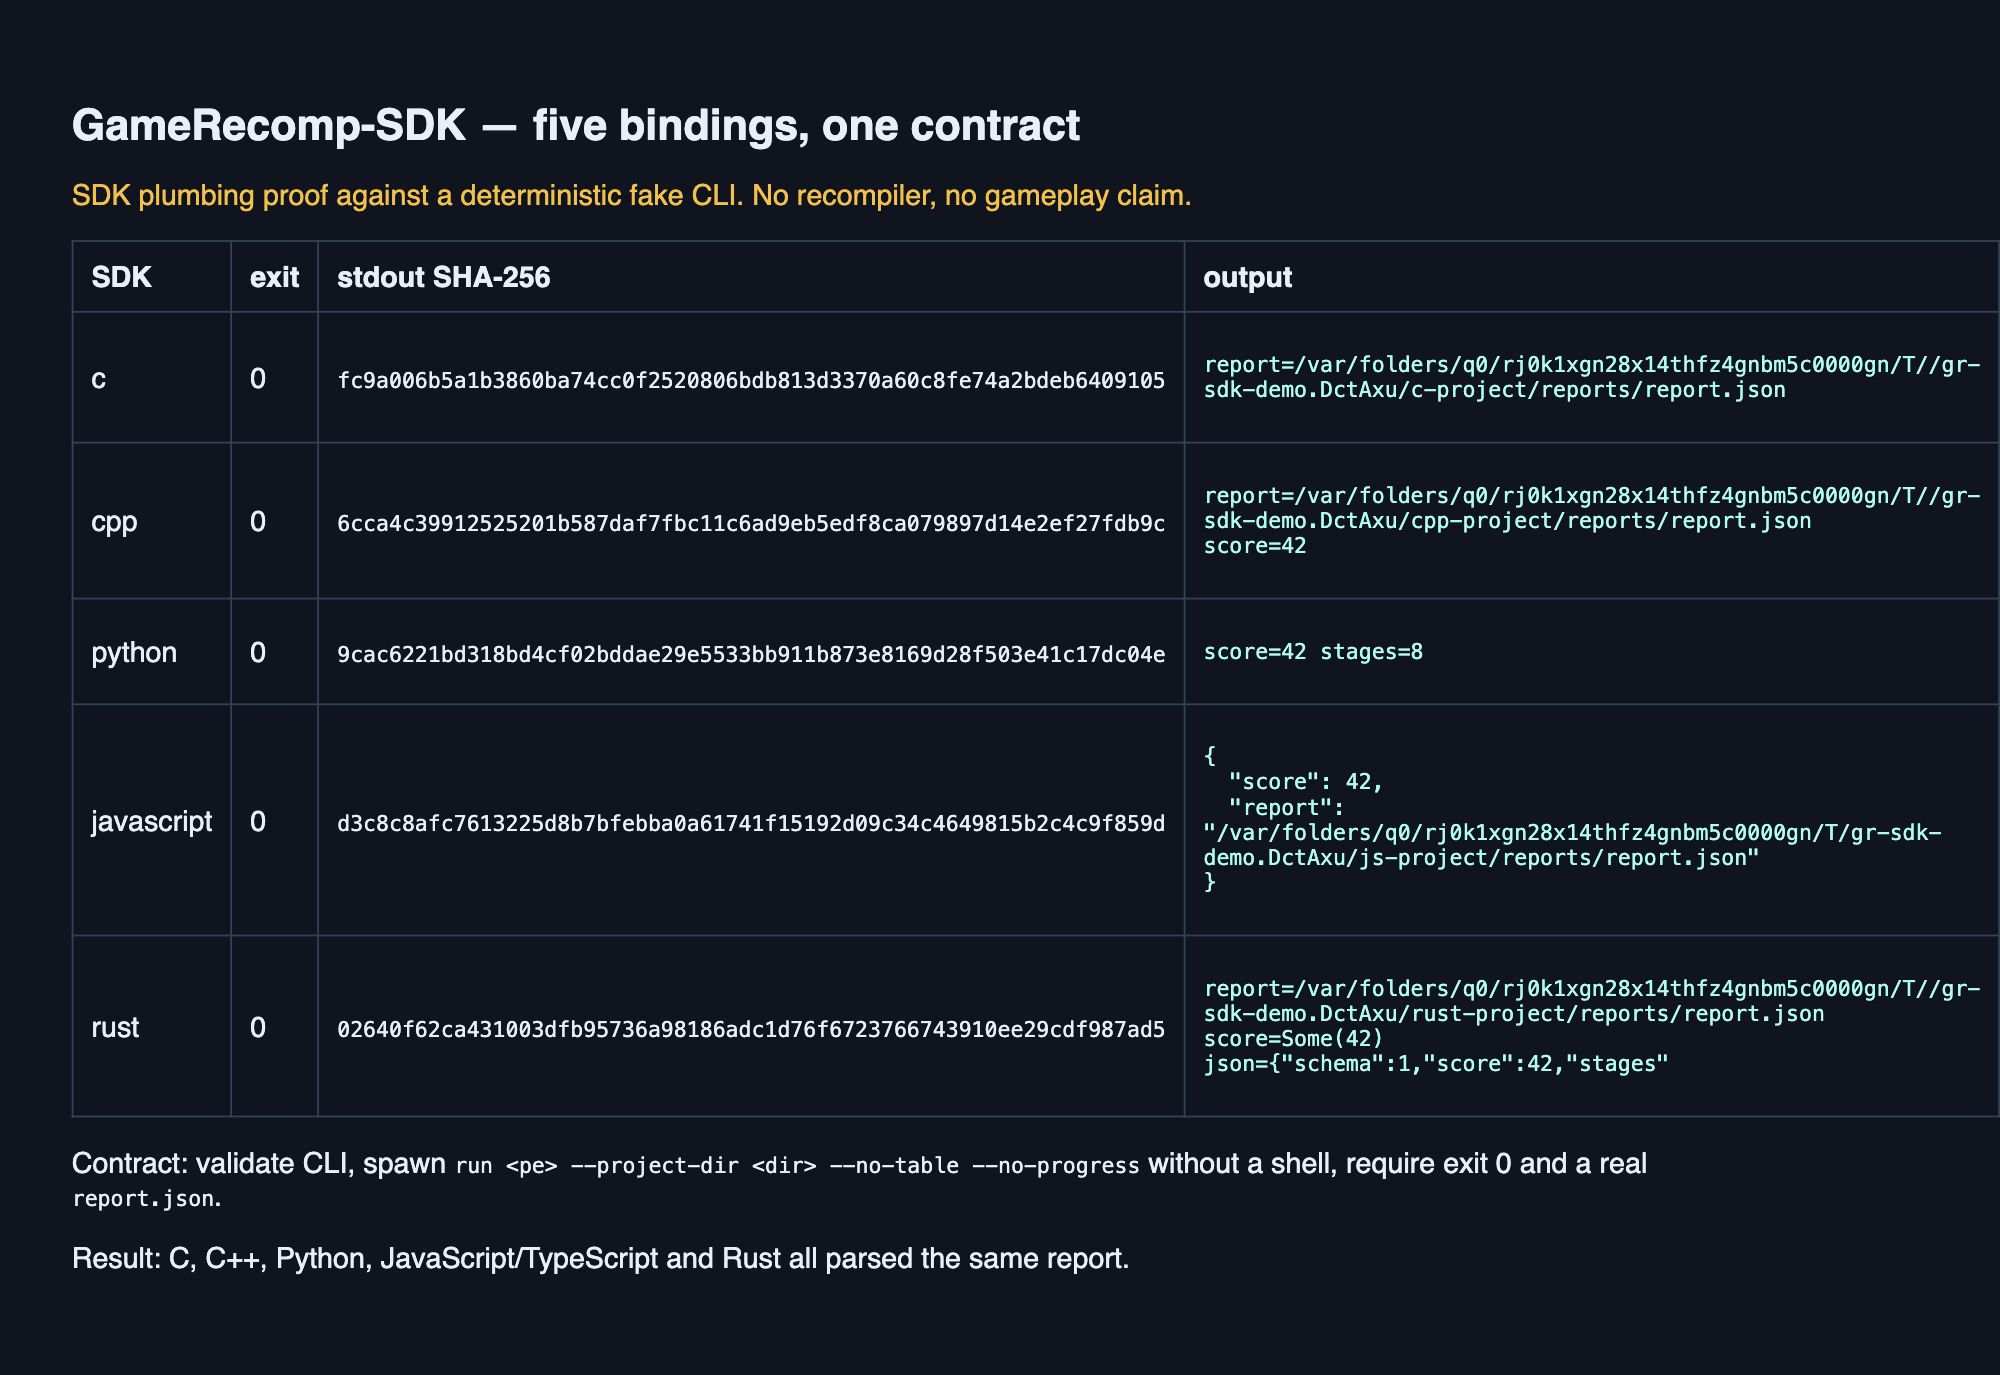 GameRecomp-SDK — five bindings, one contract
SDK plumbing proof against a deterministic fake CLI. No recompiler, no gameplay claim.
SDK exit stdout SHA-256 output
c 0 fc9a006b5a1b3860ba74cc0f2520806bdb813d3370a60c8fe74a2bdeb6409105
report=/var/folders/q0/rj0k1xgn28x14thfz4gnbm5c0000gn/T//gr-
sdk-demo.DctAxu/c-project/reports/report.json
cpp 0 6cca4c39912525201b587daf7fbc11c6ad9eb5edf8ca079897d14e2ef27fdb9c
report=/var/folders/q0/rj0k1xgn28x14thfz4gnbm5c0000gn/T//gr-
sdk-demo.DctAxu/cpp-project/reports/report.json
score=42
python 0 9cac6221bd318bd4cf02bddae29e5533bb911b873e8169d28f503e41c17dc04e score=42 stages=8
javascript 0 d3c8c8afc7613225d8b7bfebba0a61741f15192d09c34c4649815b2c4c9f859d
{
  "score": 42,
  "report":
"/var/folders/q0/rj0k1xgn28x14thfz4gnbm5c0000gn/T/gr-sdk-
demo.DctAxu/js-project/reports/report.json"
}
rust 0 02640f62ca431003dfb95736a98186adc1d76f6723766743910ee29cdf987ad5
report=/var/folders/q0/rj0k1xgn28x14thfz4gnbm5c0000gn/T//gr-
sdk-demo.DctAxu/rust-project/reports/report.json
score=Some(42)
json={"schema":1,"score":42,"stages"
Contract: validate CLI, spawn run <pe> --project-dir <dir> --no-table --no-progress without a shell, require exit 0 and a real
report.json.
Result: C, C++, Python, JavaScript/TypeScript and Rust all parsed the same report.